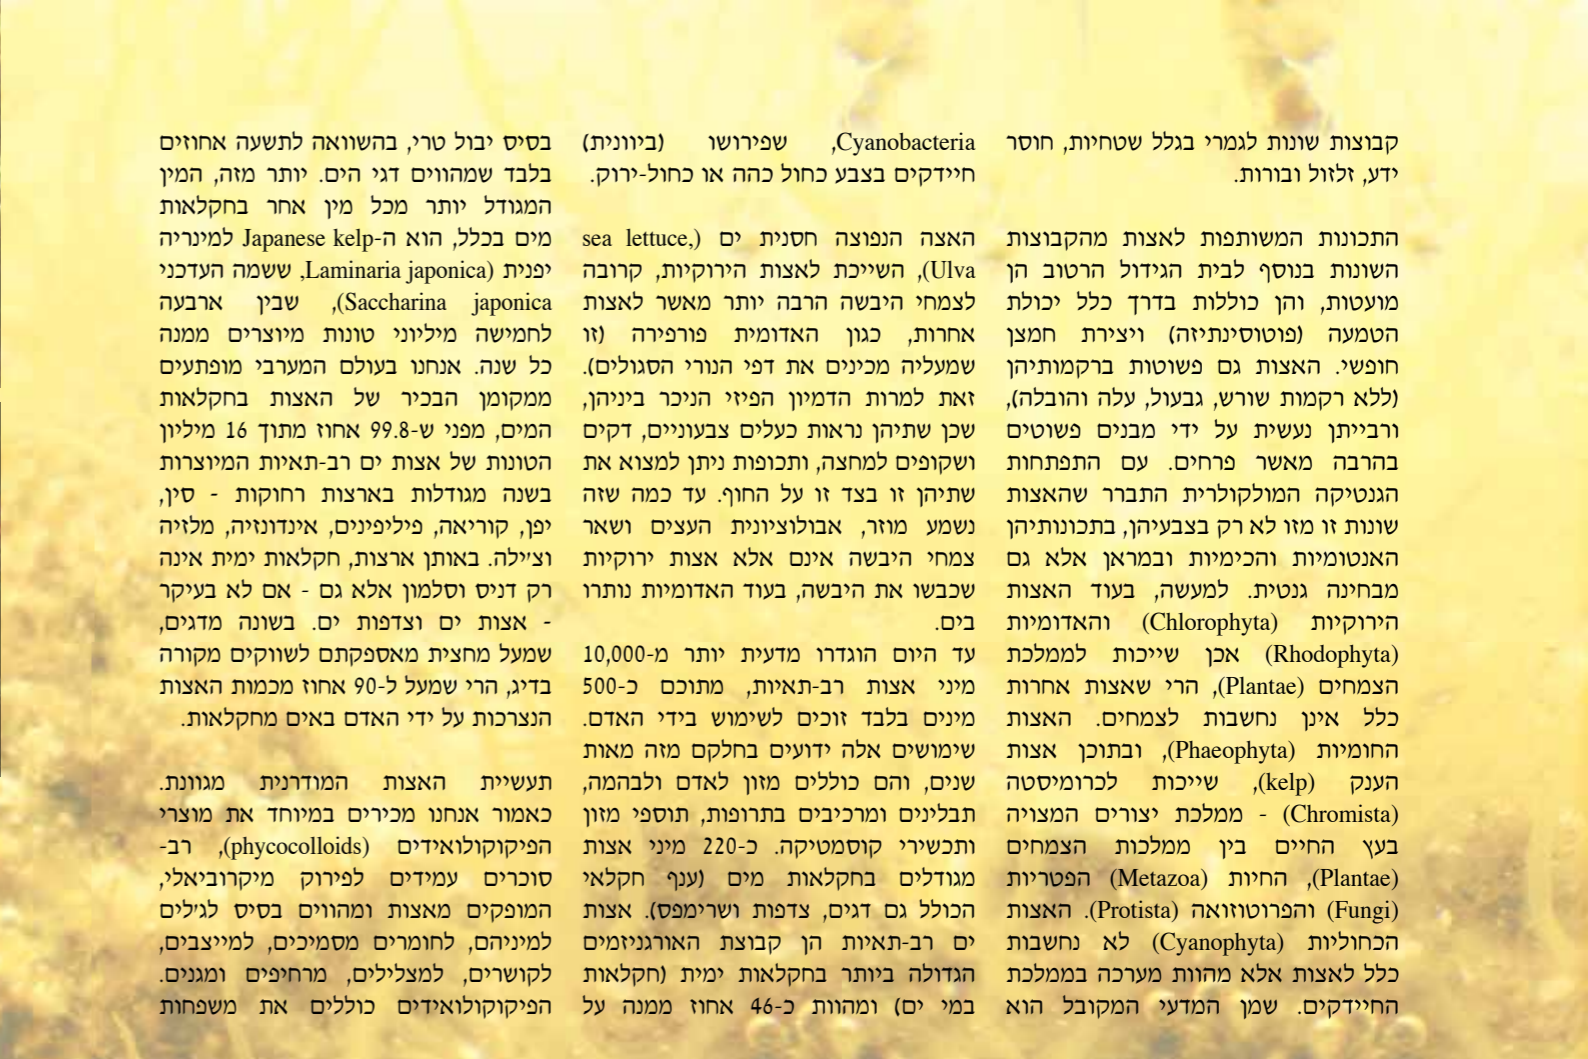 קבוצות שונות לגמרי בגלל שטחיות, חוסר
ידע, זלזול ובורות.
התכונות המשותפות לאצות מהקבוצות
השונות בנוסף לבית הגידול הרטוב הן
מועטות, והן כוללות בדרך כלל יכולת
הטמעה (פוטוסינתיזה) ויצירת חמצן
חופשי. האצות גם פשוטות ברקמותיהן
(ללא רקמות שורש, גבעול, עלה והובלה),
ורבייתן נעשית על ידי מבנים פשוטים
בהרבה מאשר פרחים. עם התפתחות
הגנטיקה המולקולרית התברר שהאצות
שונות זו מזו לא רק בצבעיהן, בתכונותיהן
האנטומיות והכימיות ובמראן אלא גם
מבחינה גנטית. למעשה, בעוד האצות
הירוקיות (Chlorophyta) והאדומיות
(Rhodophyta) אכן שייכות לממלכת
הצמחים (Plantae), הרי שאצות אחרות
כלל אינן נחשבות לצמחים. האצות
החומיות (Phaeophyta), ובתוכן אצות
הענק (kelp), שייכות לכרומיסטה
(Chromista) - ממלכת יצורים המצויה
בעץ החיים בין ממלכות הצמחים
(Plantae), החיות (Metazoa) הפטריות
(Fungi) והפרוטוזואה (Protista). האצות
הכחוליות (Cyanophyta) לא נחשבות
כלל לאצות אלא מהוות מערכה בממלכת
החיידקים. שמן המדעי המקובל הוא
Cyanobacteria, שפירושו (ביוונית)
חיידקים בצבע כחול כהה או כחול-ירוק.
האצה הנפוצה חסנית ים (sea lettuce,
Ulva), השייכת לאצות הירוקיות, קרובה
לצמחי היבשה הרבה יותר מאשר לאצות
אחרות, כגון האדומית פורפירה (זו
שמעליה מכינים את דפי הנורי הסגולים).
זאת למרות הדמיון הפיזי הניכר ביניהן,
שכן שתיהן נראות כעלים צבעוניים, דקים
ושקופים למחצה, ותכופות ניתן למצוא את
שתיהן זו בצד זו על החוף. עד כמה שזה
נשמע מוזר, אבולוציונית העצים ושאר
צמחי היבשה אינם אלא אצות ירוקיות
שכבשו את היבשה, בעוד האדומיות נותרו
בים.
עד היום הוגדרו מדעית יותר מ-10,000
מיני אצות רב-תאיות, מתוכם כ-500
מינים בלבד זוכים לשימוש בידי האדם.
שימושים אלה ידועים בחלקם מזה מאות
שנים, והם כוללים מזון לאדם ולבהמה,
תבלינים ומרכיבים בתרופות, תוספי מזון
ותכשירי קוסמטיקה. כ-220 מיני אצות
מגודלים בחקלאות מים (ענף חקלאי
הכולל גם דגים, צדפות ושרימפס). אצות
ים רב-תאיות הן קבוצת האורגניזמים
הגדולה ביותר בחקלאות ימית (חקלאות
במי ים) ומהוות כ-46 אחוז ממנה על
בסיס יבול טרי, בהשוואה לתשעה אחוזים
בלבד שמהווים דגי הים. יותר מזה, המין
המגודל יותר מכל מין אחר בחקלאות
מים בכלל, הוא ה-Japanese kelp למינריה
יפנית (Laminaria japonica, ששמה העדכני
Saccharina japonica), שבין ארבעה
לחמישה מיליוני טונות מיוצרים ממנה
כל שנה. אנחנו בעולם המערבי מופתעים
ממקומן הבכיר של האצות בחקלאות
המים, מפני ש-99.8 אחוז מתוך 16 מיליון
הטונות של אצות ים רב-תאיות המיוצרות
בשנה מגודלות בארצות רחוקות - סין,
יפן, קוריאה, פיליפינים, אינדונזיה, מלזיה
וצ'ילה. באותן ארצות, חקלאות ימית אינה
רק דניס וסלמון אלא גם - אם לא בעיקר
- אצות ים וצדפות ים. בשונה מדגים,
שמעל מחצית מאספקתם לשווקים מקורה
בדיג, הרי שמעל ל-90 אחוז מכמות האצות
הנצרכות על ידי האדם באים מחקלאות.
תעשיית האצות המודרנית מגוונת.
כאמור אנחנו מכירים במיוחד את מוצרי
הפיקוקולואידים (phycocolloids), רב-
סוכרים עמידים לפירוק מיקרוביאלי,
המופקים מאצות ומהווים בסיס לג'לים
למיניהם, לחומרים מסמיכים, למייצבים,
לקושרים, למצלילים, מרחיפים ומגנים.
הפיקוקולואידים כוללים את משפחות